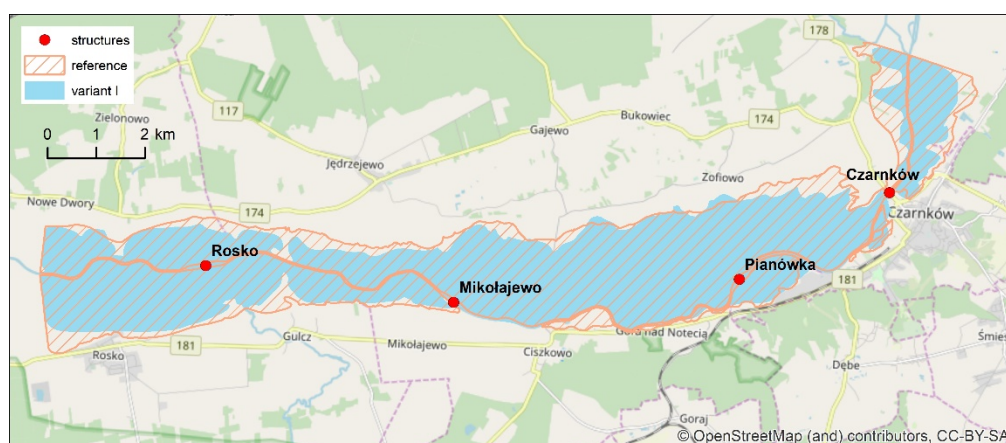 structures
reference
variant I
0 1 2 km
178
Zielonowo
117
Bukowiec
174
Gajewo
Jędrzejewo
Zofiowo
Czarnków
Nowe Dwory
174
Czarnków
Rosko
Pianówka
Mikołajewo
181
Góra nad Notecią
Gulcz
181
Mikołajewo
Ciszkowo
Rosko
Dębe
Śmies
Goraj
© OpenStreetMap (and) contributors, CC-BY-SA